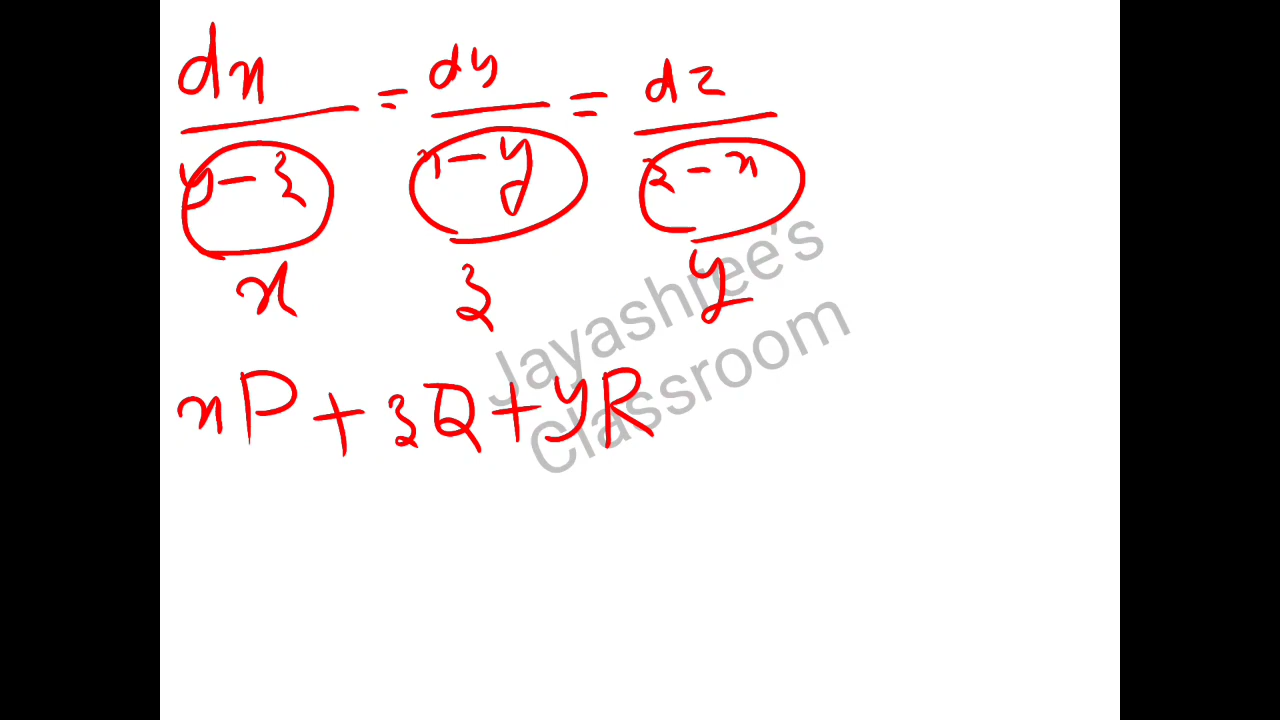 dx/(y-z) = dy/(x-y) = dz/(z-x)
x z y
xP + zQ + yR
Jayashree's
Classroom